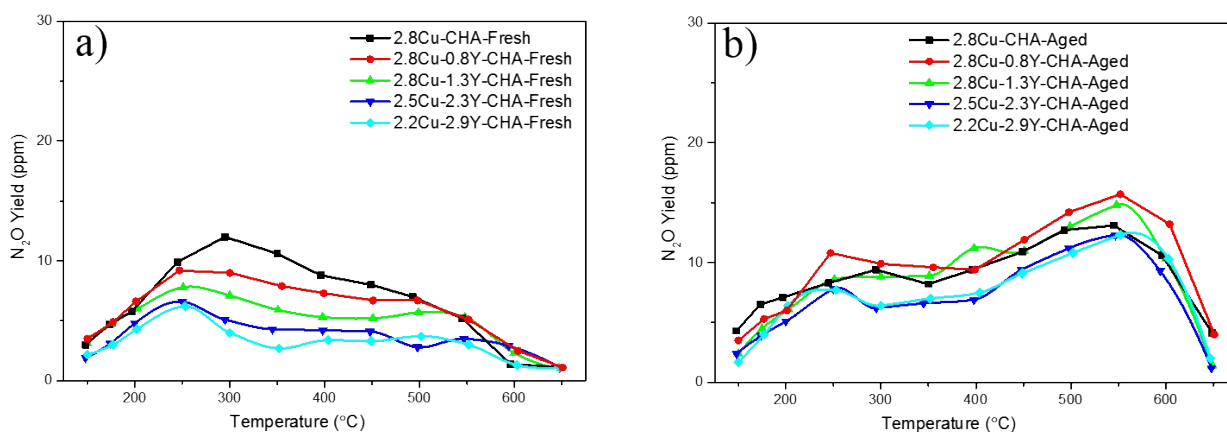 a)
2.8Cu-CHA-Fresh
2.8Cu-0.8Y-CHA-Fresh
2.8Cu-1.3Y-CHA-Fresh
2.5Cu-2.3Y-CHA-Fresh
2.2Cu-2.9Y-CHA-Fresh
N₂O Yield (ppm)
30
20
10
0
200 300 400 500 600
Temperature (°C)
b)
2.8Cu-CHA-Aged
2.8Cu-0.8Y-CHA-Aged
2.8Cu-1.3Y-CHA-Aged
2.5Cu-2.3Y-CHA-Aged
2.2Cu-2.9Y-CHA-Aged
N₂O Yield (ppm)
30
20
10
0
200 300 400 500 600
Temperature (°C)